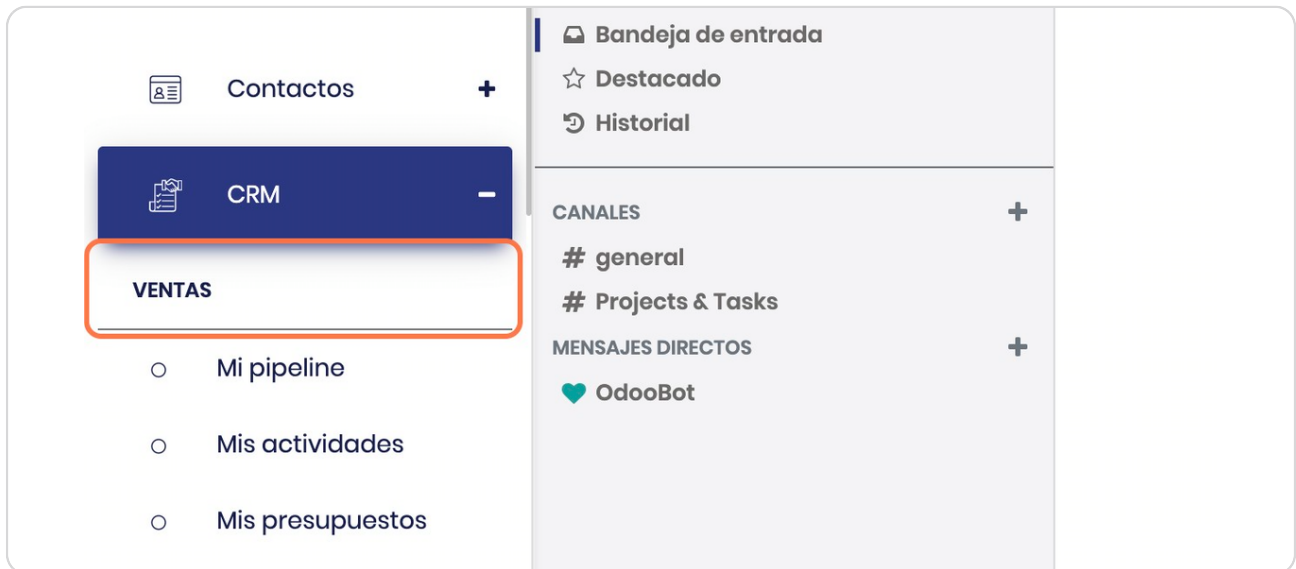 Contactos
CRM
VENTAS
Mi pipeline
Mis actividades
Mis presupuestos
Bandeja de entrada
Destacado
Historial
CANALES
# general
# Projects & Tasks
MENSAJES DIRECTOS
OdooBot